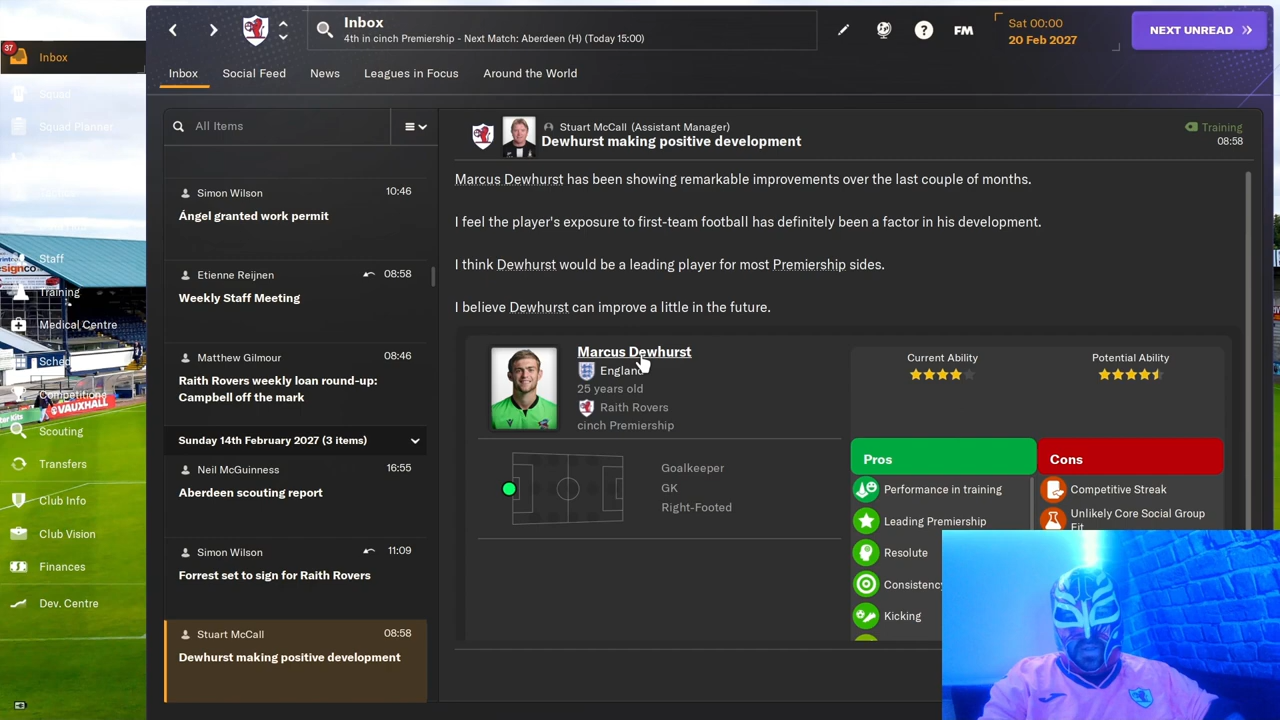 Inbox
4th in cinch Premiership - Next Match: Aberdeen (H) (Today 15:00)
FM
Sat 00:00
20 Feb 2027
NEXT UNREAD
37
Inbox
Squad
Squad Planner
Staff
Training
Medical Centre
Sched
Competitions
VAUXHALL
Scouting
Transfers
Club Info
Club Vision
Finances
Dev. Centre
Inbox
Social Feed
News
Leagues in Focus
Around the World
All Items
Simon Wilson
10:46
Ángel granted work permit
Etienne Reijnen
08:58
Weekly Staff Meeting
Matthew Gilmour
08:46
Raith Rovers weekly loan round-up:
Campbell off the mark
Sunday 14th February 2027 (3 items)
Neil McGuinness
16:55
Aberdeen scouting report
Simon Wilson
11:09
Forrest set to sign for Raith Rovers
Stuart McCall
08:58
Dewhurst making positive development
Stuart McCall (Assistant Manager)
Dewhurst making positive development
Training
08:58
Marcus Dewhurst has been showing remarkable improvements over the last couple of months.
I feel the player's exposure to first-team football has definitely been a factor in his development.
I think Dewhurst would be a leading player for most Premiership sides.
I believe Dewhurst can improve a little in the future.
Marcus Dewhurst
England
25 years old
Raith Rovers
cinch Premiership
Goalkeeper
GK
Right-Footed
Current Ability
Potential Ability
Pros
Performance in training
Leading Premiership
Resolute
Consistency
Kicking
Cons
Competitive Streak
Unlikely Core Social Group
Fit